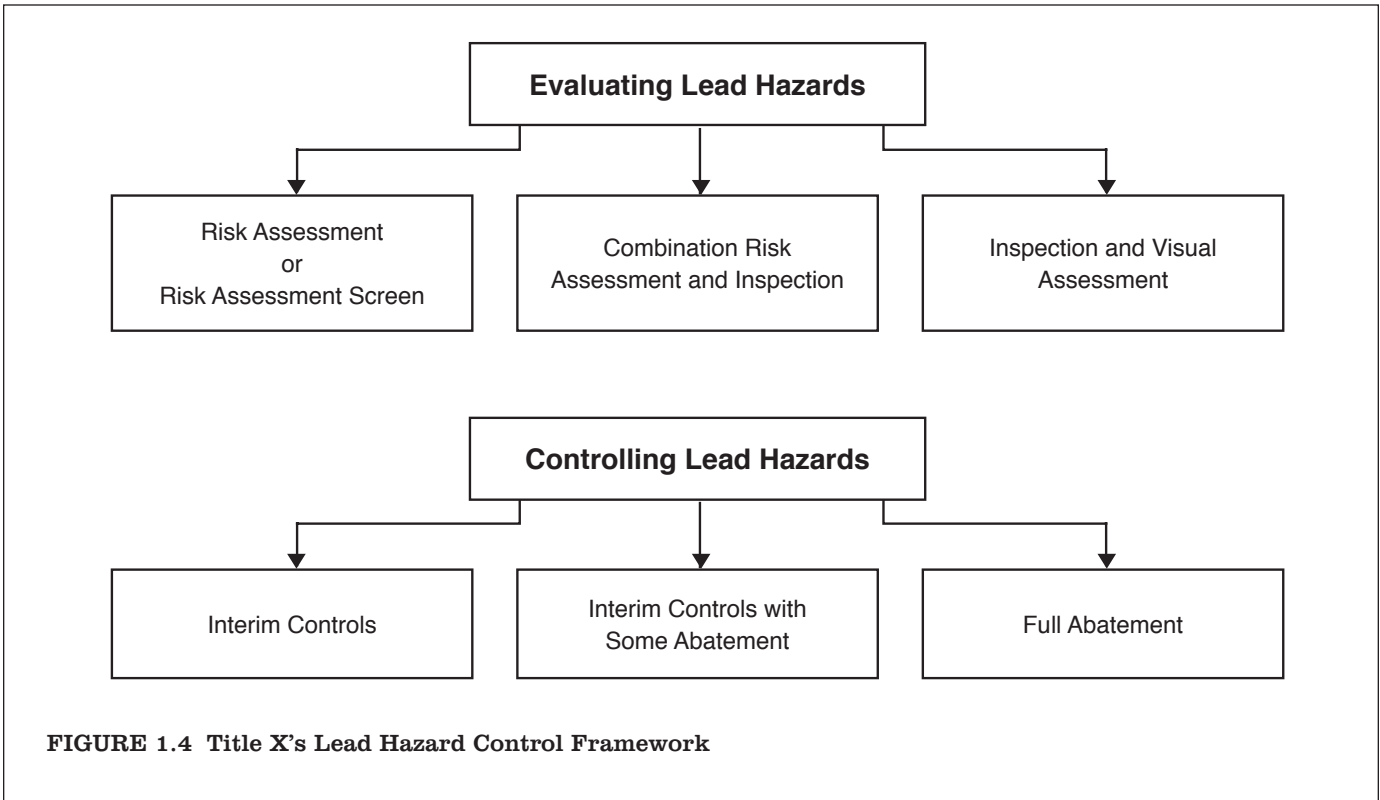 Evaluating Lead Hazards
Risk Assessment
or
Risk Assessment Screen
Combination Risk
Assessment and Inspection
Inspection and Visual
Assessment
Controlling Lead Hazards
Interim Controls
Interim Controls with
Some Abatement
Full Abatement
FIGURE 1.4 Title X's Lead Hazard Control Framework